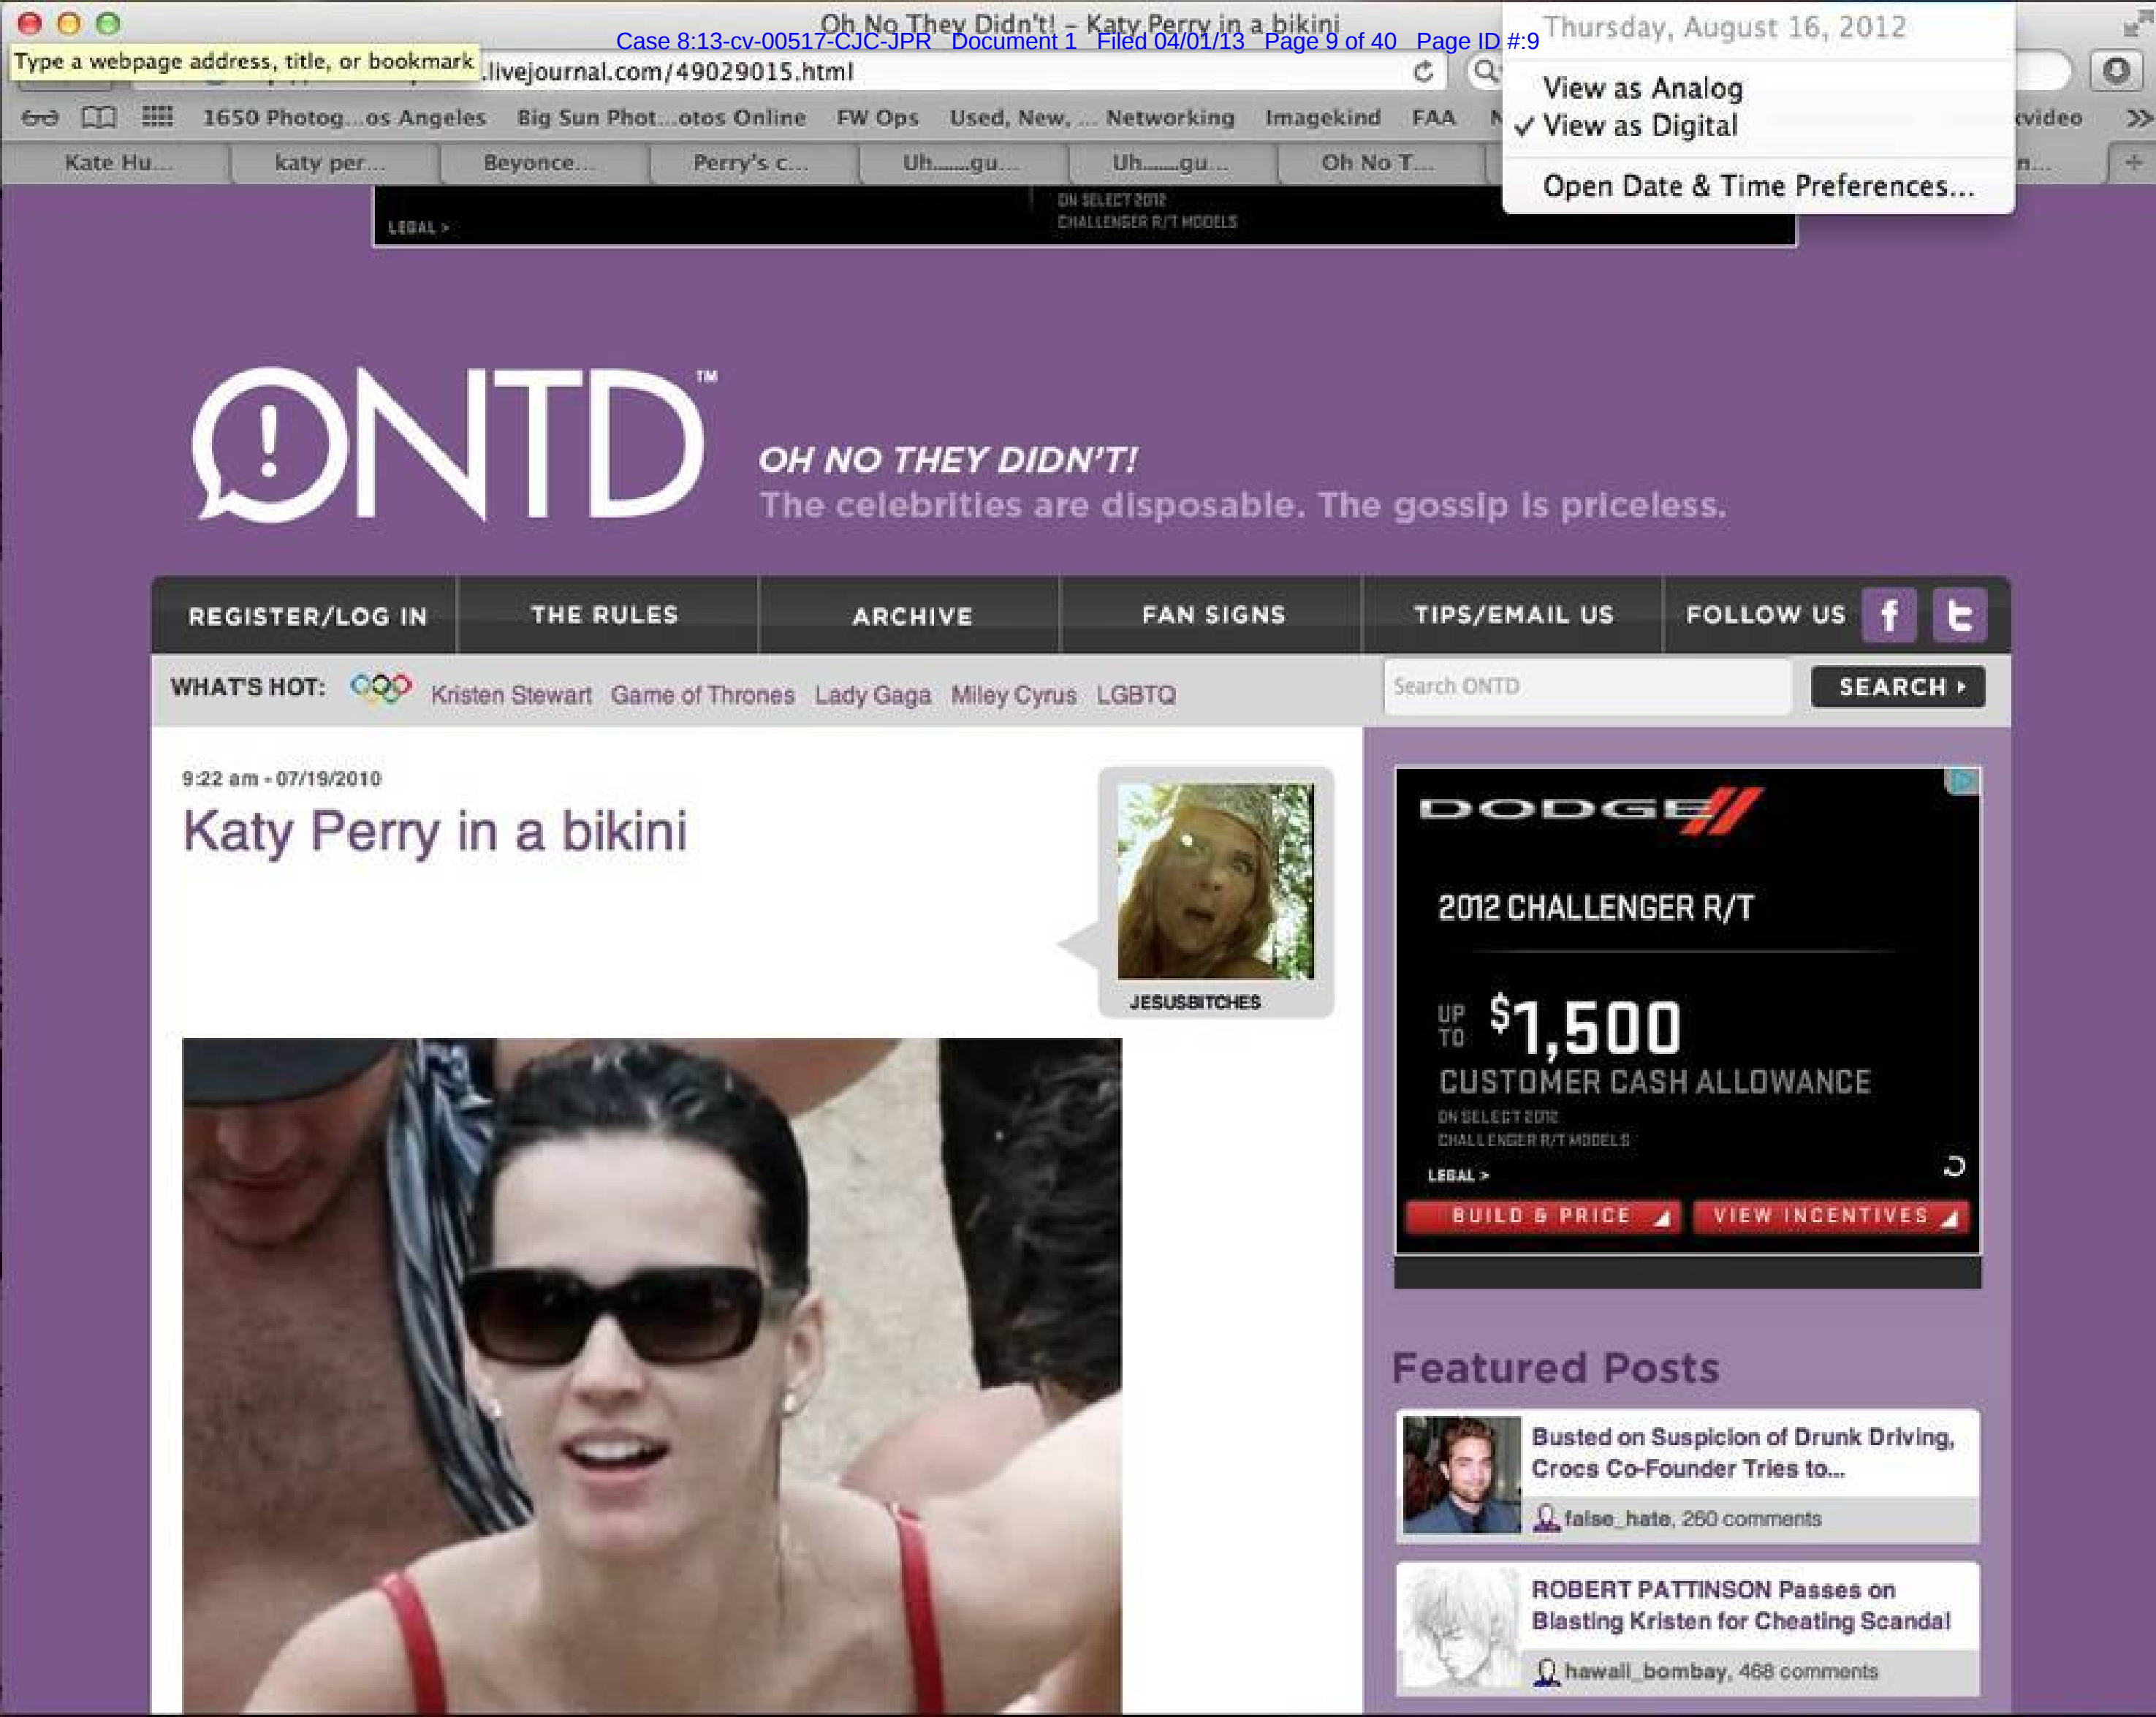 Oh No They Didn't! – Katy Perry in a bikini
Case 8:13-cv-00517-CJC-JPR Document 1 Filed 04/01/13 Page 9 of 40 Page ID #:9
Thursday, August 16, 2012
Type a webpage address, title, or bookmark
.livejournal.com/49029015.html
View as Analog
✓ View as Digital
Open Date & Time Preferences...
1650 Photog...os Angeles Big Sun Phot...otos Online FW Ops Used, New, ... Networking Imagekind FAA
Kate Hu... katy per... Beyonce... Perry's c... Uh......gu... Uh......gu... Oh No T...
LEGAL >
ON SELECT 2012
CHALLENGER R/T MODELS
ONTD™
OH NO THEY DIDN'T!
The celebrities are disposable. The gossip is priceless.
REGISTER/LOG IN THE RULES ARCHIVE FAN SIGNS TIPS/EMAIL US FOLLOW US f t
WHAT'S HOT: Kristen Stewart Game of Thrones Lady Gaga Miley Cyrus LGBTQ
Search ONTD SEARCH
9:22 am - 07/19/2010
Katy Perry in a bikini
JESUSBITCHES
DODGE
2012 CHALLENGER R/T
UP TO $1,500
CUSTOMER CASH ALLOWANCE
ON SELECT 2012
CHALLENGER R/T MODELS
LEGAL >
BUILD & PRICE VIEW INCENTIVES
Featured Posts
Busted on Suspicion of Drunk Driving,
Crocs Co-Founder Tries to...
false_hate, 260 comments
ROBERT PATTINSON Passes on
Blasting Kristen for Cheating Scandal
hawaii_bombay, 468 comments